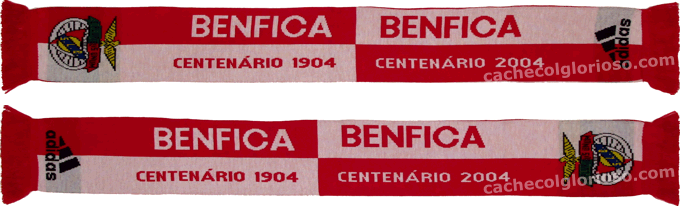 BENFICA BENFICA
CENTENÁRIO 1904 CENTENÁRIO 2004
adidas
cachecolglorioso.com
BENFICA BENFICA
CENTENÁRIO 1904 CENTENÁRIO 2004
adidas
cachecolglorioso.com